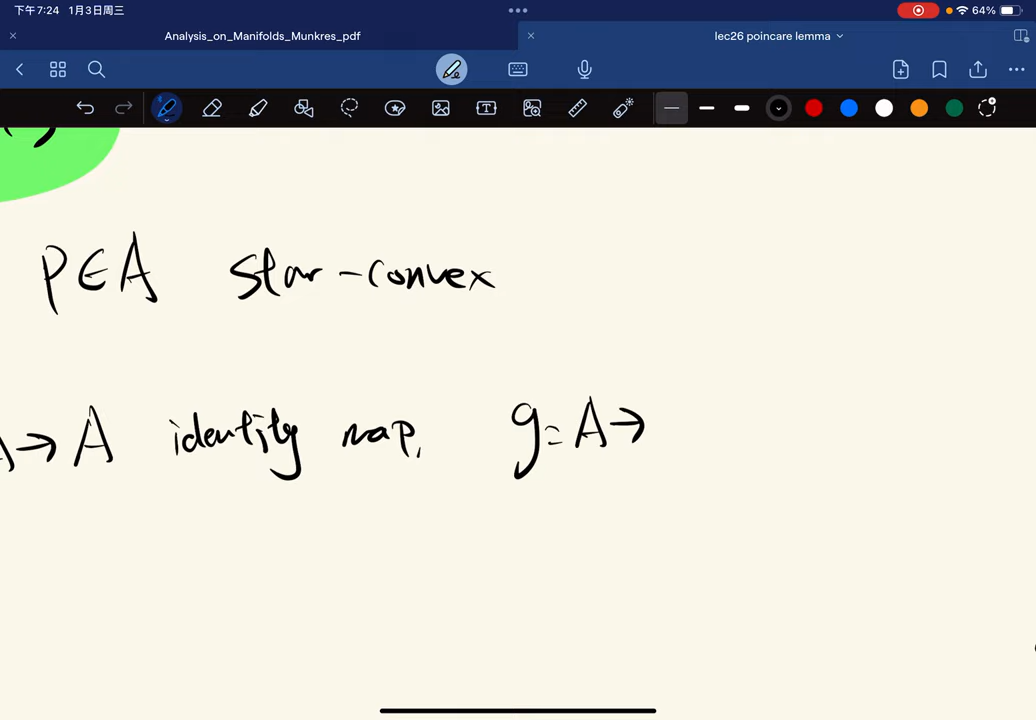 下午7:24 1月3日周三
64%
Analysis_on_Manifolds_Munkres_pdf
lec26 poincare lemma
P∈A star-convex
→A identity map, g=A→